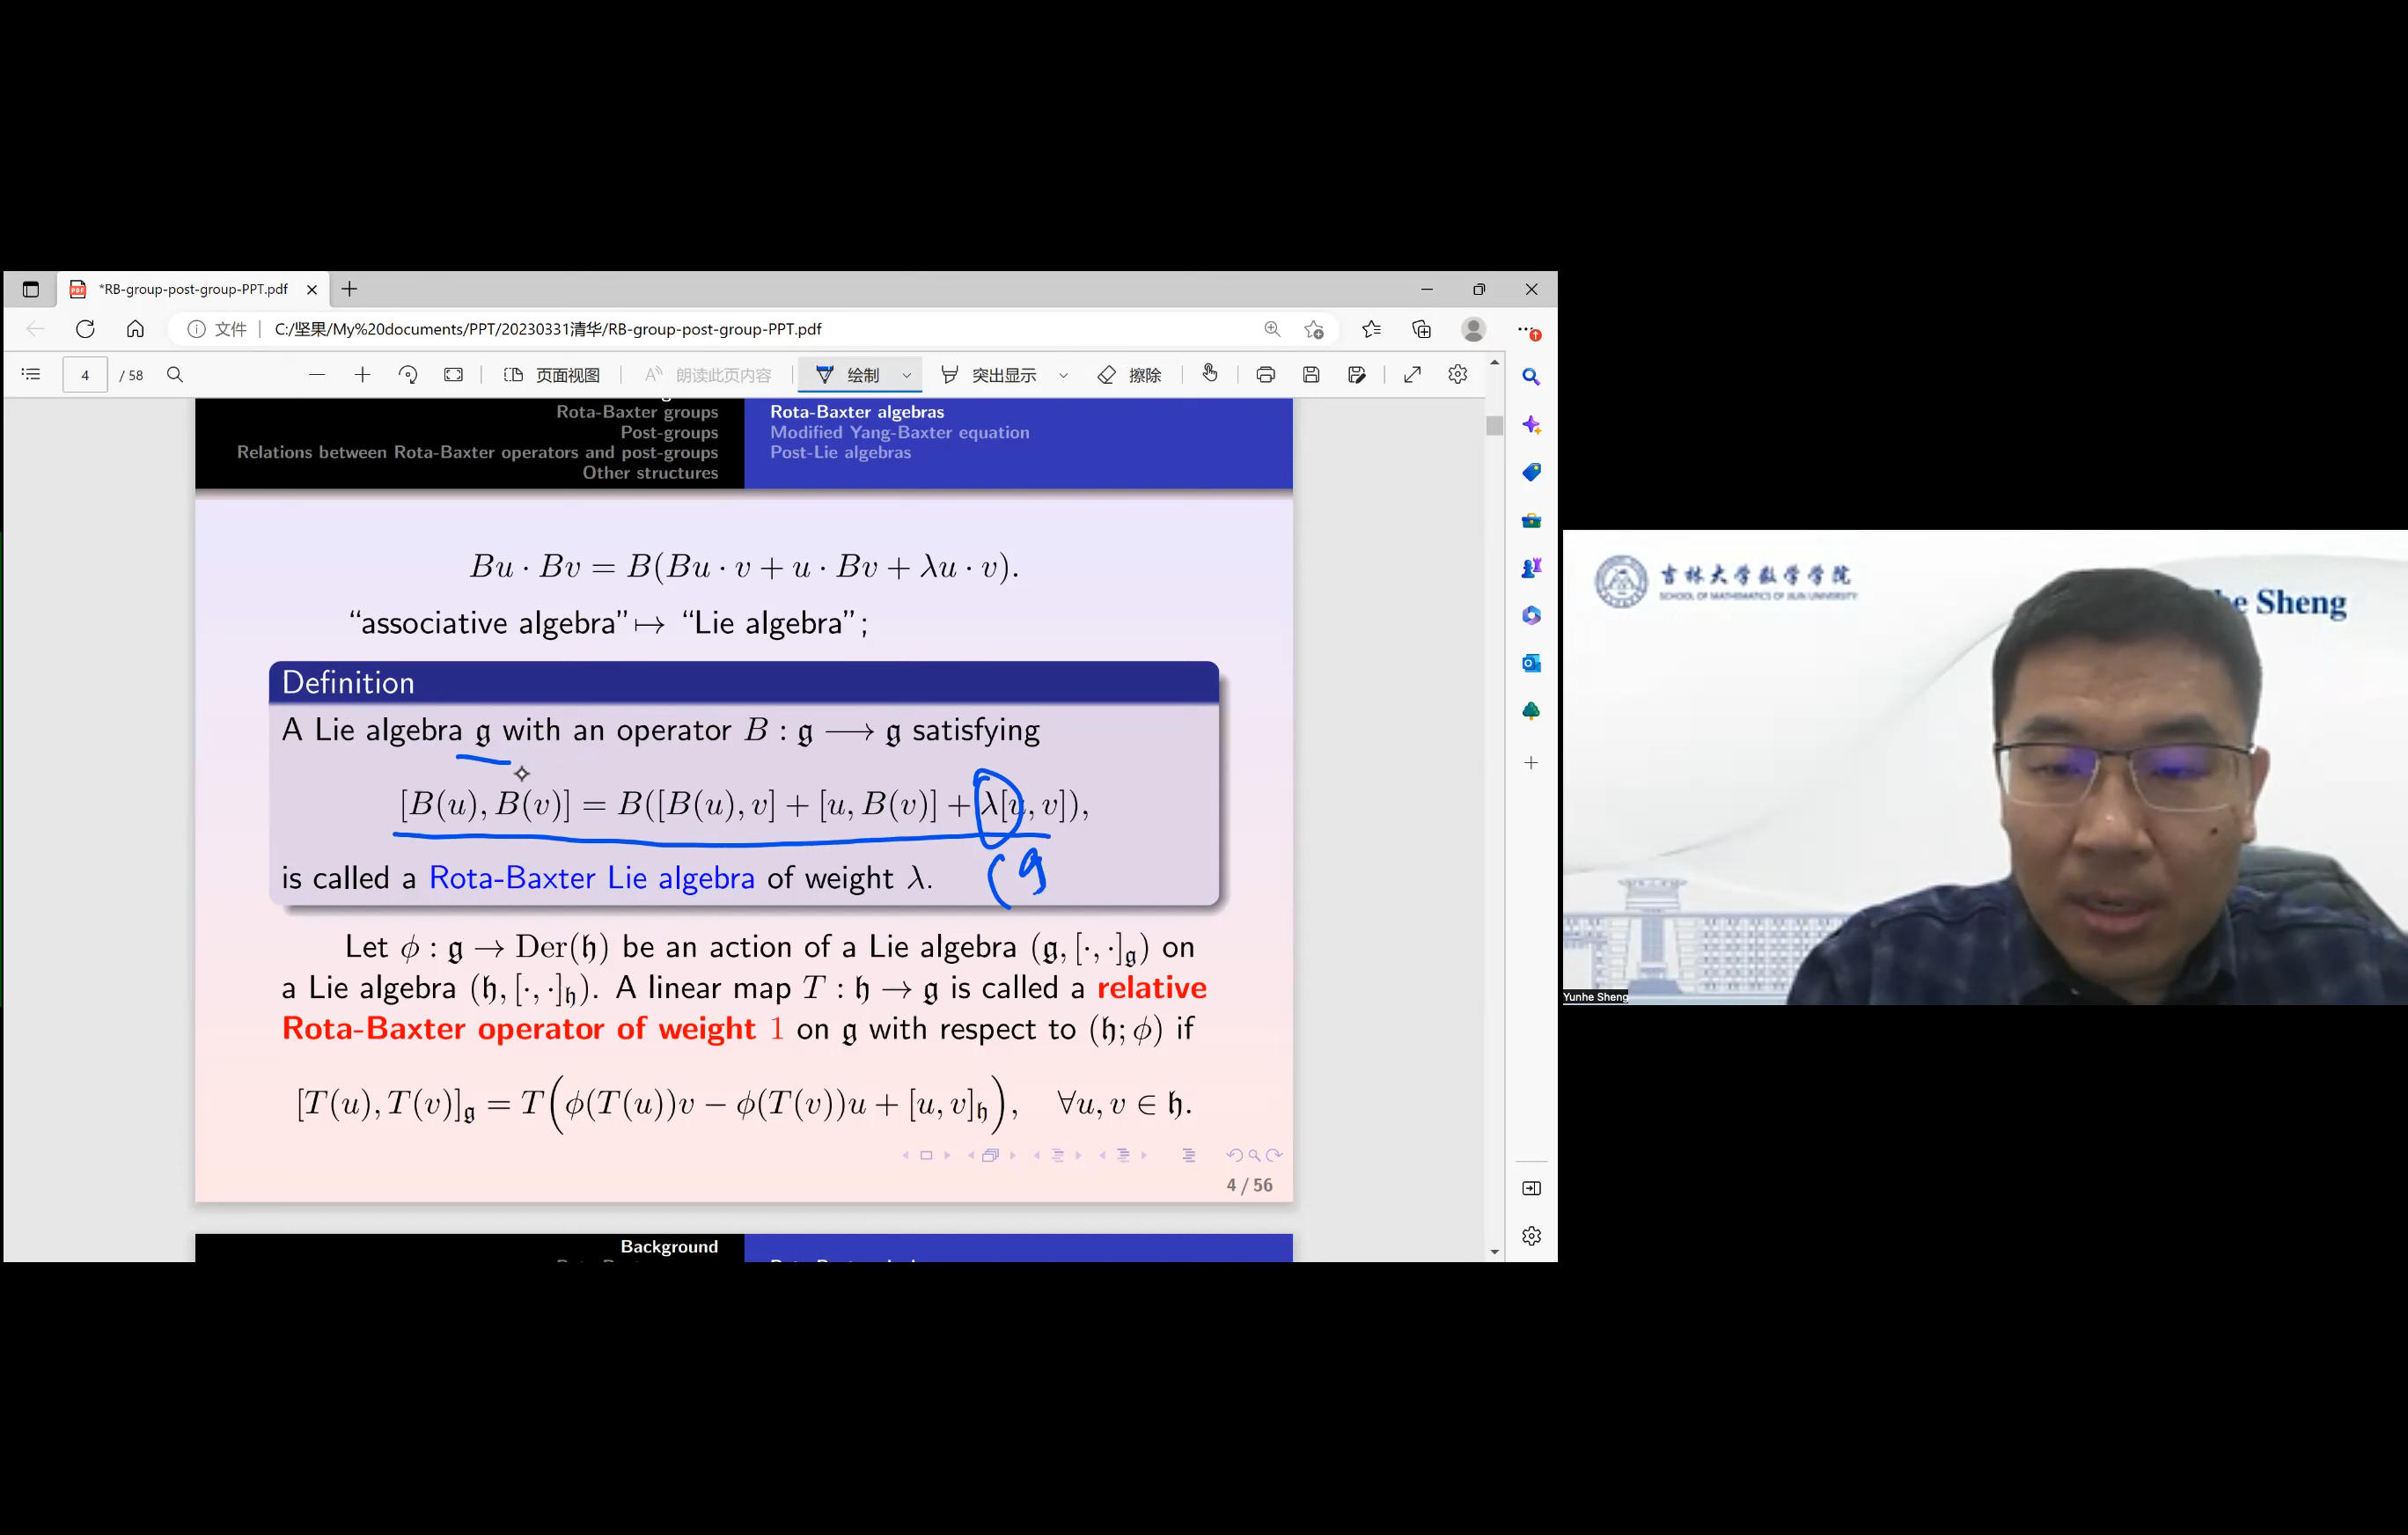 *RB-group-post-group-PPT.pdf
文件 C:/坚果/My%20documents/PPT/20230331清华/RB-group-post-group-PPT.pdf
4 / 58 页面视图 朗读此页内容 绘制 突出显示 擦除
Rota-Baxter groups
Post-groups
Relations between Rota-Baxter operators and post-groups
Other structures
Rota-Baxter algebras
Modified Yang-Baxter equation
Post-Lie algebras
Bu · Bv = B(Bu · v + u · Bv + λu · v).
“associative algebra” ↦ “Lie algebra”;
Definition
A Lie algebra 𝔤 with an operator B : 𝔤 ⟶ 𝔤 satisfying
[B(u), B(v)] = B([B(u), v] + [u, B(v)] + λ[u, v]),
(g
is called a Rota-Baxter Lie algebra of weight λ.
Let ϕ : 𝔤 → Der(𝔥) be an action of a Lie algebra (𝔤, [·, ·]𝔤) on
a Lie algebra (𝔥, [·, ·]𝔥). A linear map T : 𝔥 → 𝔤 is called a relative
Rota-Baxter operator of weight 1 on 𝔤 with respect to (𝔥; ϕ) if
[T(u), T(v)]𝔤 = T(ϕ(T(u))v − ϕ(T(v))u + [u, v]𝔥), ∀u, v ∈ 𝔥.
4 / 56
Background
吉林大学数学学院
SCHOOL OF MATHEMATICS OF JILIN UNIVERSITY
he Sheng
Yunhe Sheng